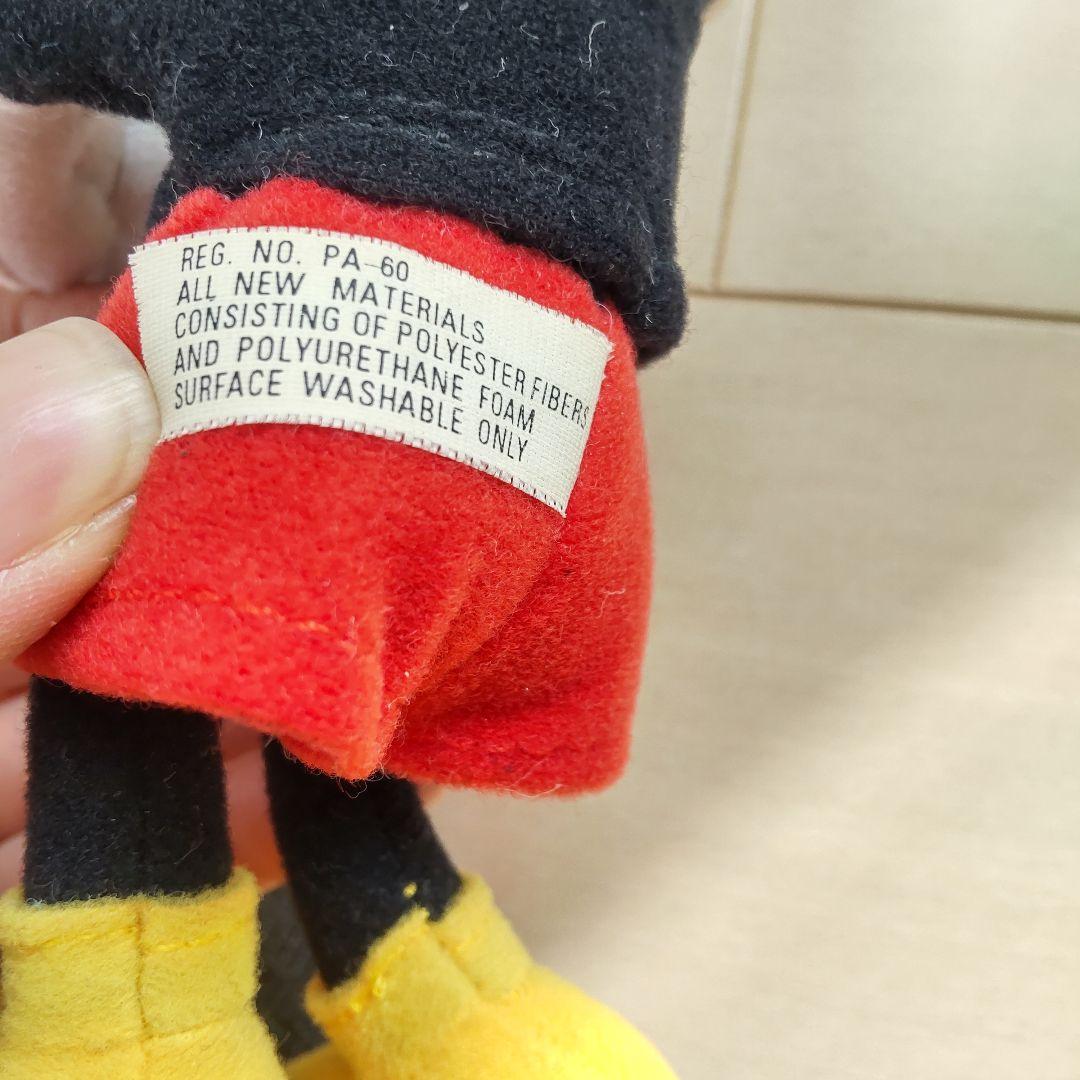 REG. NO. PA-60
ALL NEW MATERIALS
CONSISTING OF POLYESTER FIBERS
AND POLYURETHANE FOAM
SURFACE WASHABLE ONLY